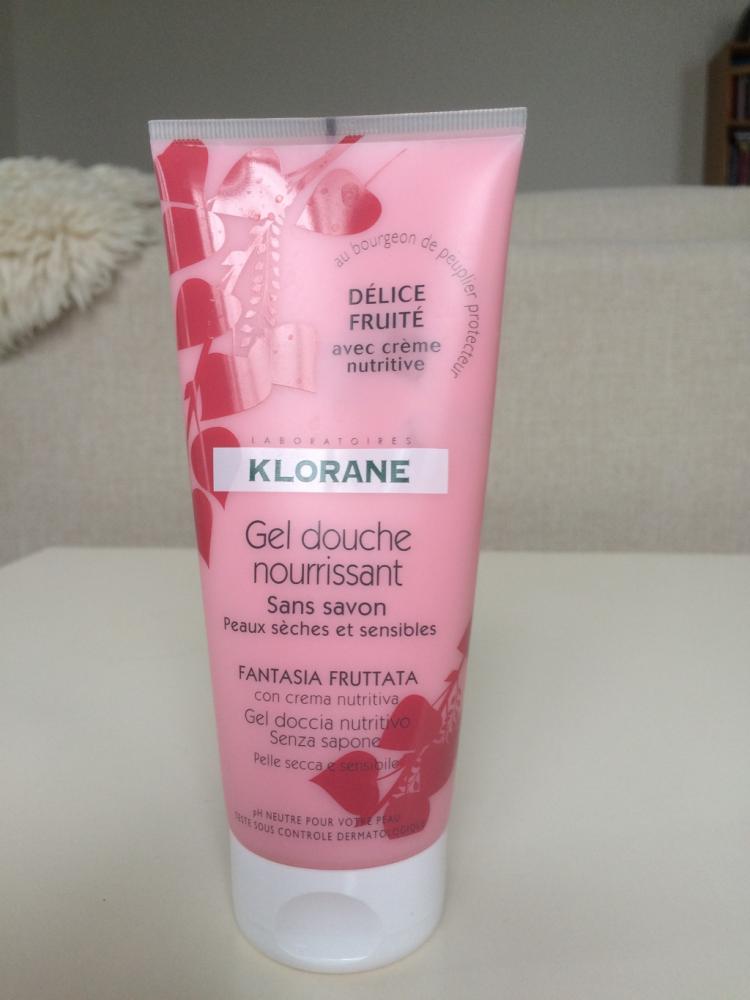 au bourgeon de peuplier protecteur
DÉLICE
FRUITÉ
avec crème
nutritive
LABORATOIRES
KLORANE
Gel douche
nourrissant
Sans savon
Peaux sèches et sensibles
FANTASIA FRUTTATA
con crema nutritiva
Gel doccia nutritivo
Senza sapone
Pelle secca e sensibile
pH NEUTRE POUR VOTRE PEAU
TESTE SOUS CONTROLE DERMATOLOGIQUE